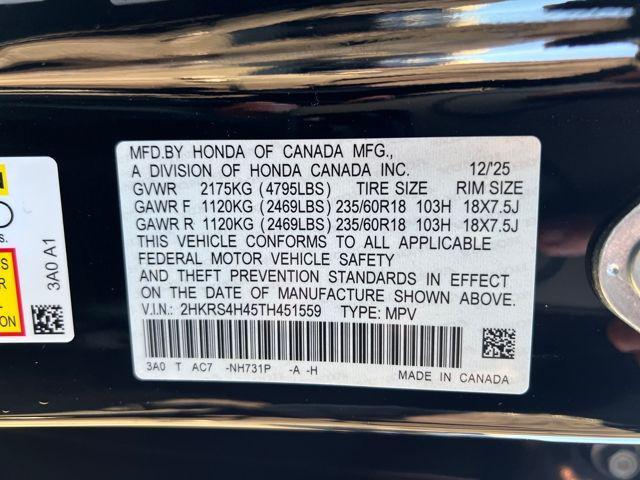 MFD.BY HONDA OF CANADA MFG.,
A DIVISION OF HONDA CANADA INC. 12/'25
GVWR 2175KG (4795LBS) TIRE SIZE RIM SIZE
GAWR F 1120KG (2469LBS) 235/60R18 103H 18X7.5J
GAWR R 1120KG (2469LBS) 235/60R18 103H 18X7.5J
THIS VEHICLE CONFORMS TO ALL APPLICABLE
FEDERAL MOTOR VEHICLE SAFETY
AND THEFT PREVENTION STANDARDS IN EFFECT
ON THE DATE OF MANUFACTURE SHOWN ABOVE.
V.I.N.: 2HKRS4H45TH451559 TYPE: MPV
3A0 T AC7 -NH731P -A -H
MADE IN CANADA
3A0 A1